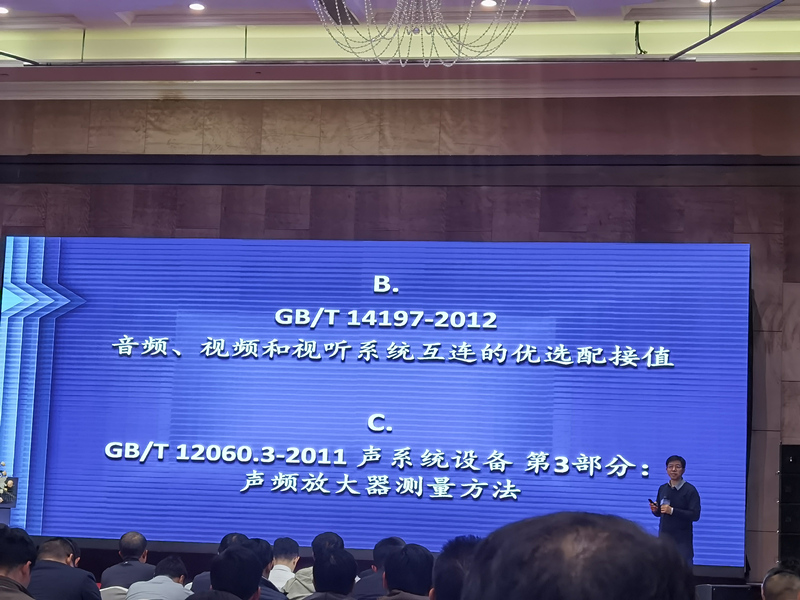 B.
GB/T 14197-2012
音频、视频和视听系统互连的优选配接值
C.
GB/T 12060.3-2011 声系统设备 第3部分：
声频放大器测量方法